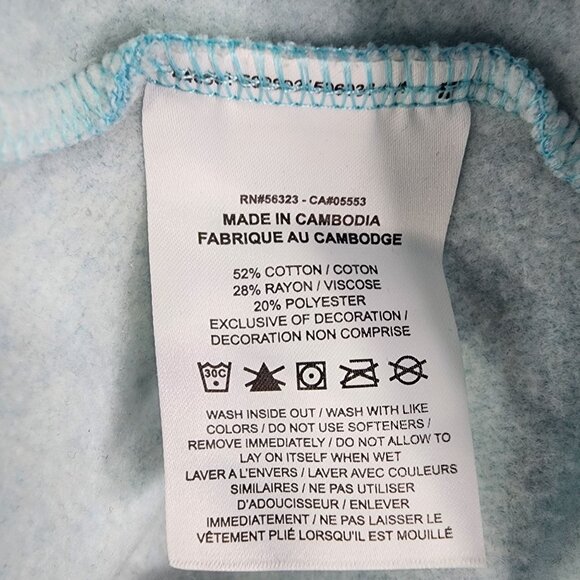 RN#56323 - CA#05553
MADE IN CAMBODIA
FABRIQUE AU CAMBODGE
52% COTTON / COTON
28% RAYON / VISCOSE
20% POLYESTER
EXCLUSIVE OF DECORATION /
DECORATION NON COMPRISE
30C
WASH INSIDE OUT / WASH WITH LIKE
COLORS / DO NOT USE SOFTENERS /
REMOVE IMMEDIATELY / DO NOT ALLOW TO
LAY ON ITSELF WHEN WET
LAVER A L'ENVERS / LAVER AVEC COULEURS
SIMILAIRES / NE PAS UTILISER
D'ADOUCISSEUR / ENLEVER
IMMEDIATEMENT / NE PAS LAISSER LE
VÊTEMENT PLIÉ LORSQU'IL EST MOUILLÉ